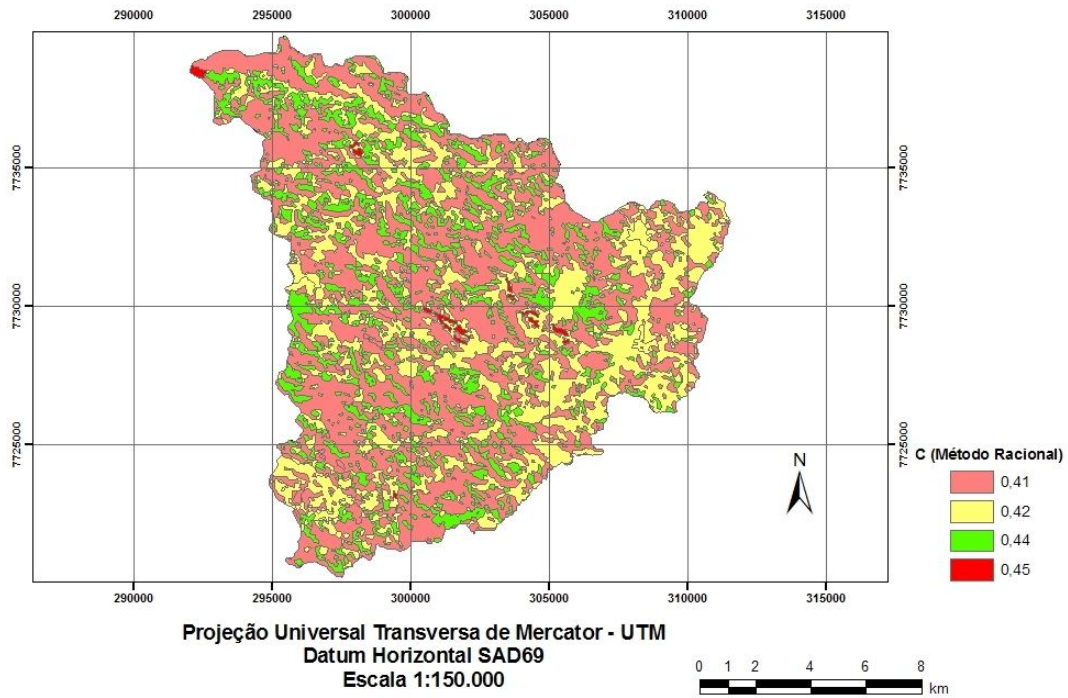 290000 295000 300000 305000 310000 315000
7735000 7735000
7730000 7730000
7725000 7725000
C (Método Racional)
0,41
0,42
0,44
0,45
N
290000 295000 300000 305000 310000 315000
Projeção Universal Transversa de Mercator - UTM
Datum Horizontal SAD69
Escala 1:150.000
0 1 2 4 6 8
km